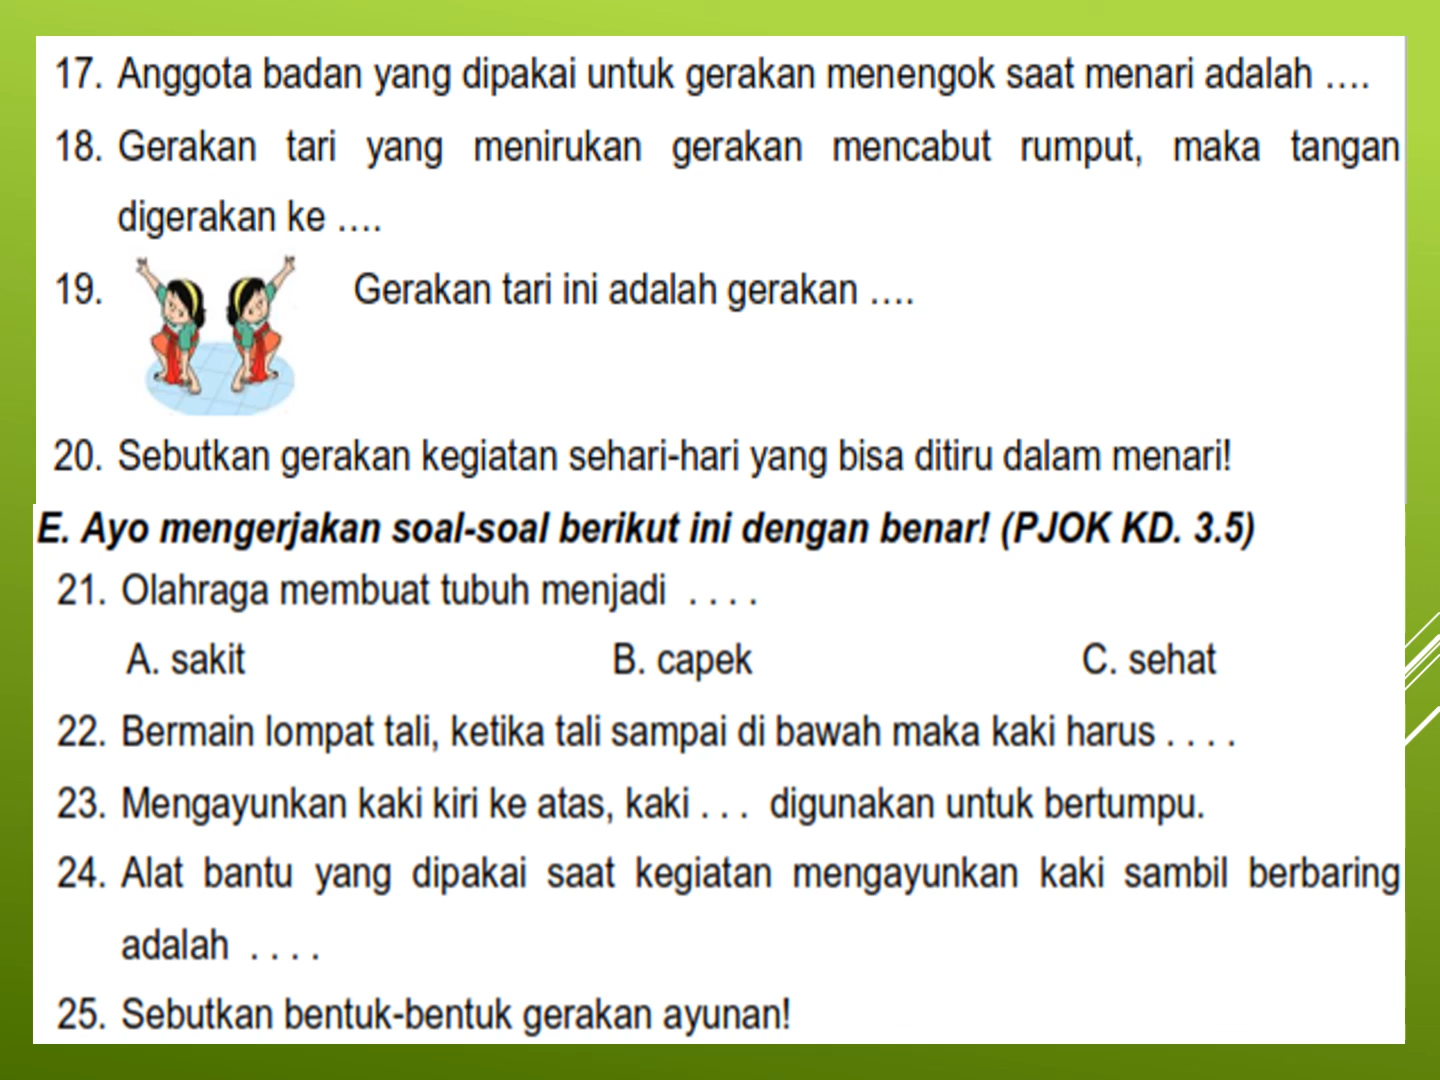 17. Anggota badan yang dipakai untuk gerakan menengok saat menari adalah ....
18. Gerakan tari yang menirukan gerakan mencabut rumput, maka tangan
digerakan ke ....
19. Gerakan tari ini adalah gerakan ....
20. Sebutkan gerakan kegiatan sehari-hari yang bisa ditiru dalam menari!
E. Ayo mengerjakan soal-soal berikut ini dengan benar! (PJOK KD. 3.5)
21. Olahraga membuat tubuh menjadi . . . .
A. sakit B. capek C. sehat
22. Bermain lompat tali, ketika tali sampai di bawah maka kaki harus . . . .
23. Mengayunkan kaki kiri ke atas, kaki . . . digunakan untuk bertumpu.
24. Alat bantu yang dipakai saat kegiatan mengayunkan kaki sambil berbaring
adalah . . . .
25. Sebutkan bentuk-bentuk gerakan ayunan!